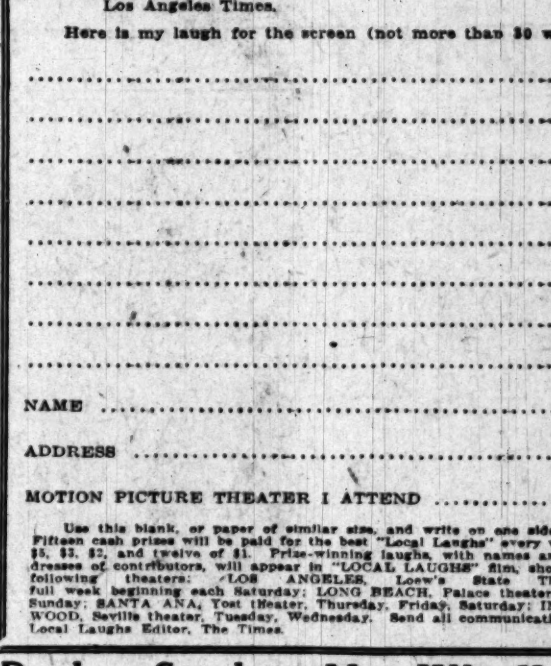 Los Angeles Times.
Here is my laugh for the screen (not more than 30 w
NAME
ADDRESS
MOTION PICTURE THEATER I ATTEND
Use this blank, or paper of similar size, and write on one side
Fifteen cash prizes will be paid for the best "Local Laughs" every w
$5, $3, $2, and twelve of $1. Prize-winning laughs, with names an
dresses of contributors, will appear in "LOCAL LAUGHS" film, sho
following theaters: LOS ANGELES, Loew's State Th
full week beginning each Saturday; LONG BEACH, Palace theater
Sunday; SANTA ANA, Yost theater, Thursday, Friday, Saturday; I
WOOD, Seville theater, Tuesday, Wednesday. Send all communicati
Local Laughs Editor, The Times.